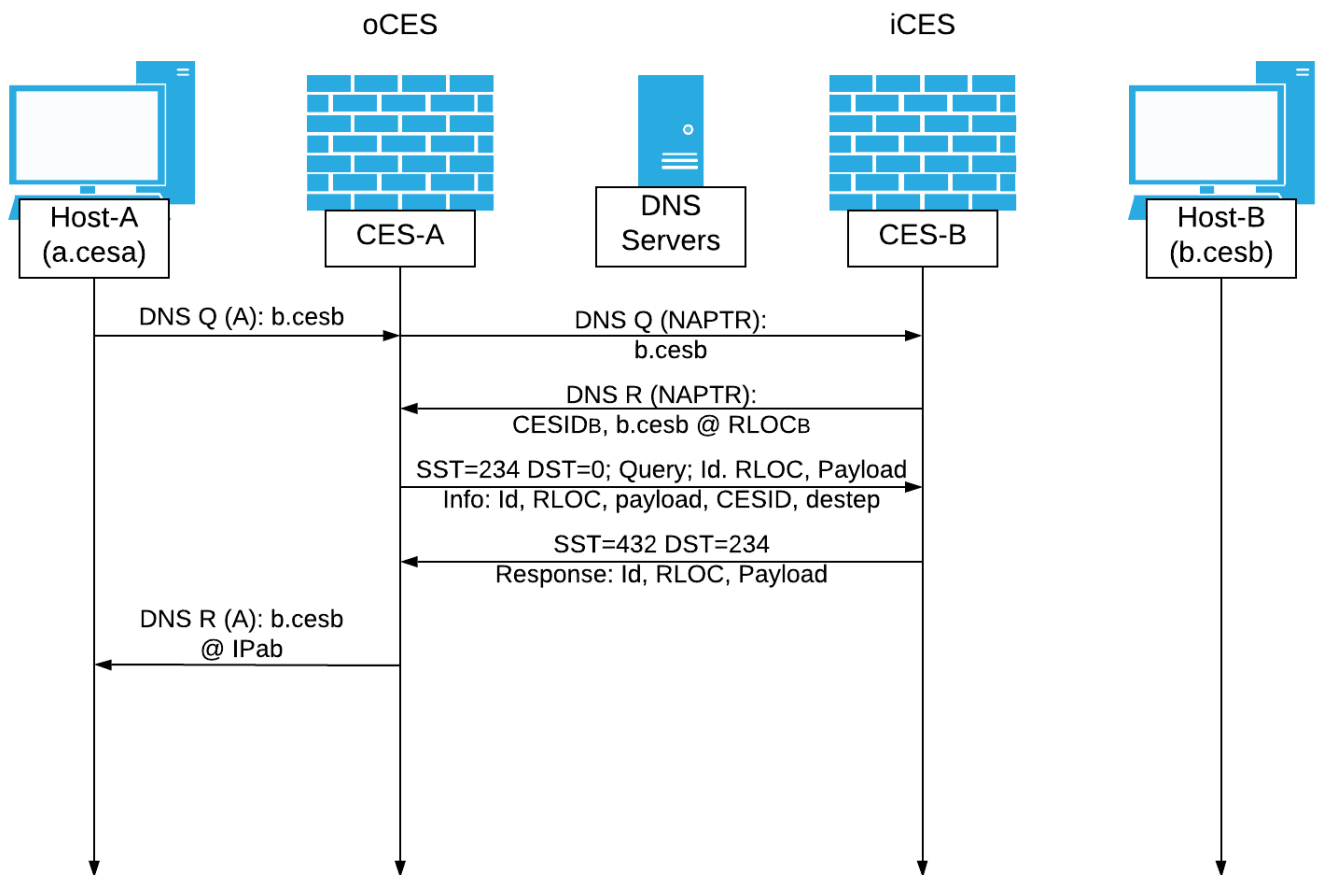 oCES
iCES
Host-A
(a.cesa)
CES-A
DNS
Servers
CES-B
Host-B
(b.cesb)
DNS Q (A): b.cesb
DNS Q (NAPTR):
b.cesb
DNS R (NAPTR):
CESIDB, b.cesb @ RLOCB
SST=234 DST=0; Query; Id. RLOC, Payload
Info: Id, RLOC, payload, CESID, destep
SST=432 DST=234
Response: Id, RLOC, Payload
DNS R (A): b.cesb
@ IPab